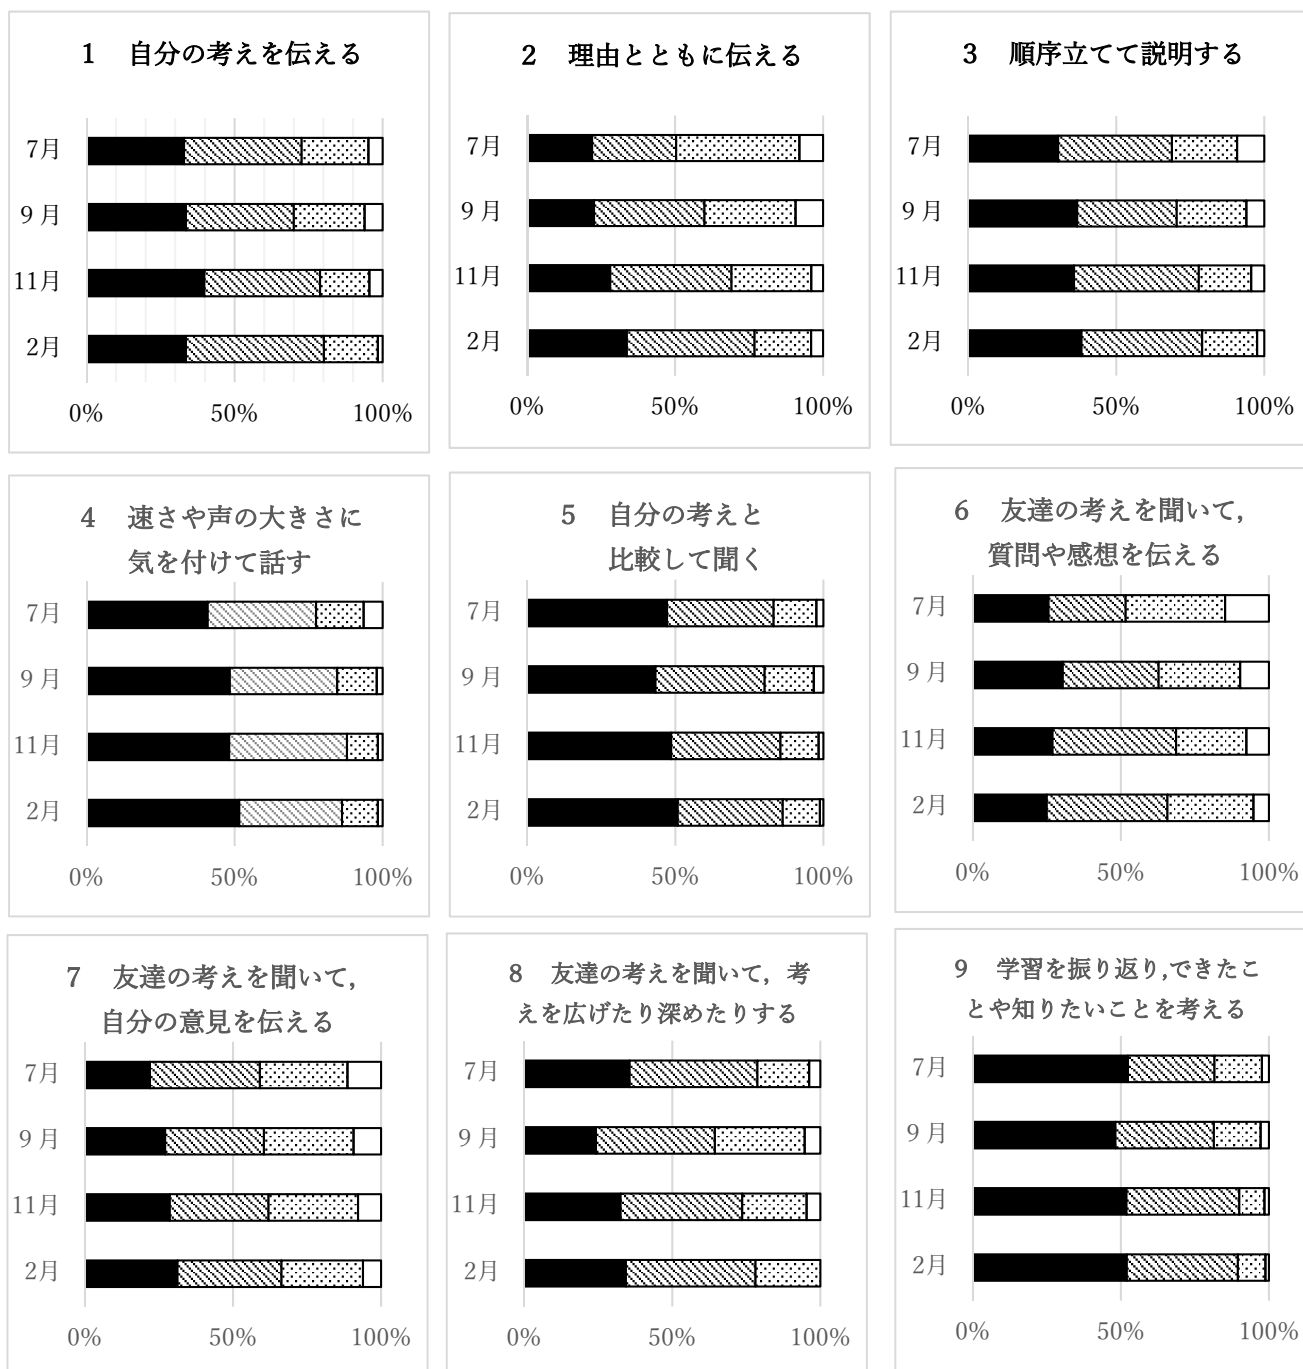 1　自分の考えを伝える
7月
9 月
11月
2月
0% 50% 100%
2　理由とともに伝える
7月
9 月
11月
2月
0% 50% 100%
3　順序立てて説明する
7月
9 月
11月
2月
0% 50% 100%
4　速さや声の大きさに
気を付けて話す
7月
9 月
11月
2月
0% 50% 100%
5　自分の考えと
比較して聞く
7月
9 月
11月
2月
0% 50% 100%
6　友達の考えを聞いて，
質問や感想を伝える
7月
9 月
11月
2月
0% 50% 100%
7　友達の考えを聞いて，
自分の意見を伝える
7月
9 月
11月
2月
0% 50% 100%
8　友達の考えを聞いて，考
えを広げたり深めたりする
7月
9 月
11月
2月
0% 50% 100%
9　学習を振り返り,できたこ
とや知りたいことを考える
7月
9 月
11月
2月
0% 50% 100%